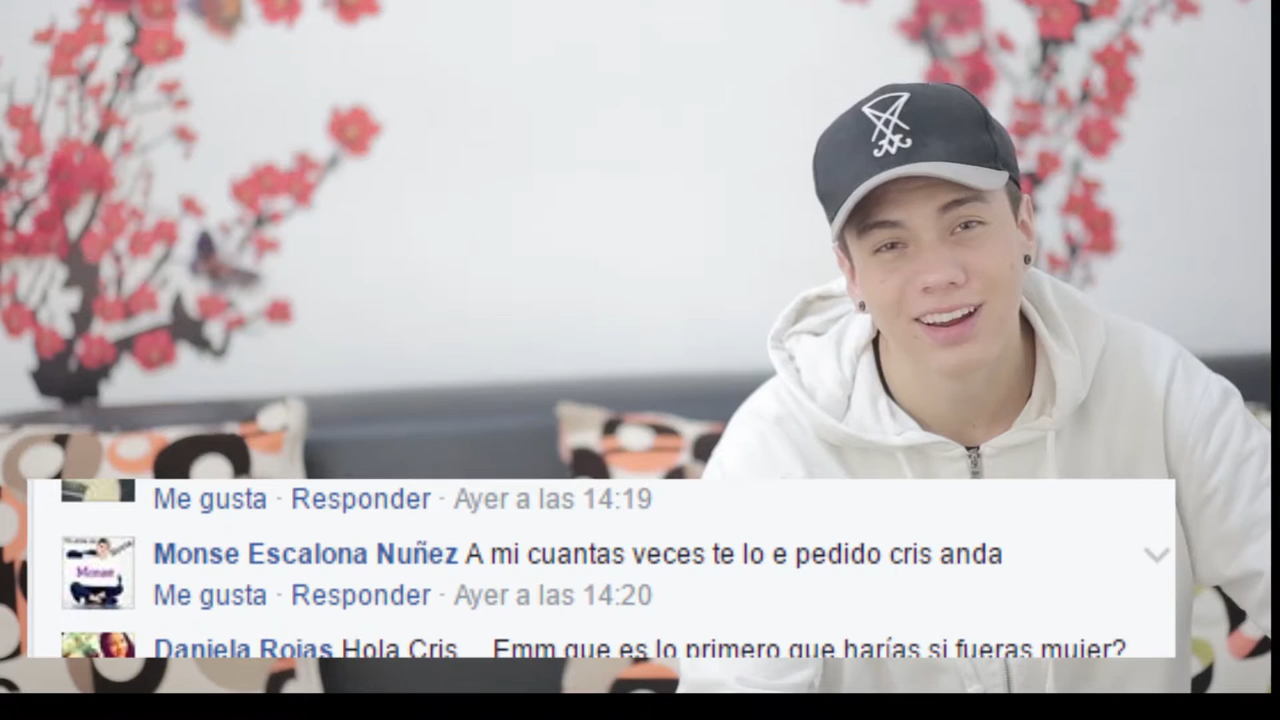 Me gusta · Responder · Ayer a las 14:19
Monse Escalona Nuñez A mi cuantas veces te lo e pedido cris anda
Monse
Me gusta · Responder · Ayer a las 14:20
Daniela Rojas Hola Cris... Emm que es lo primero que harías si fueras mujer?